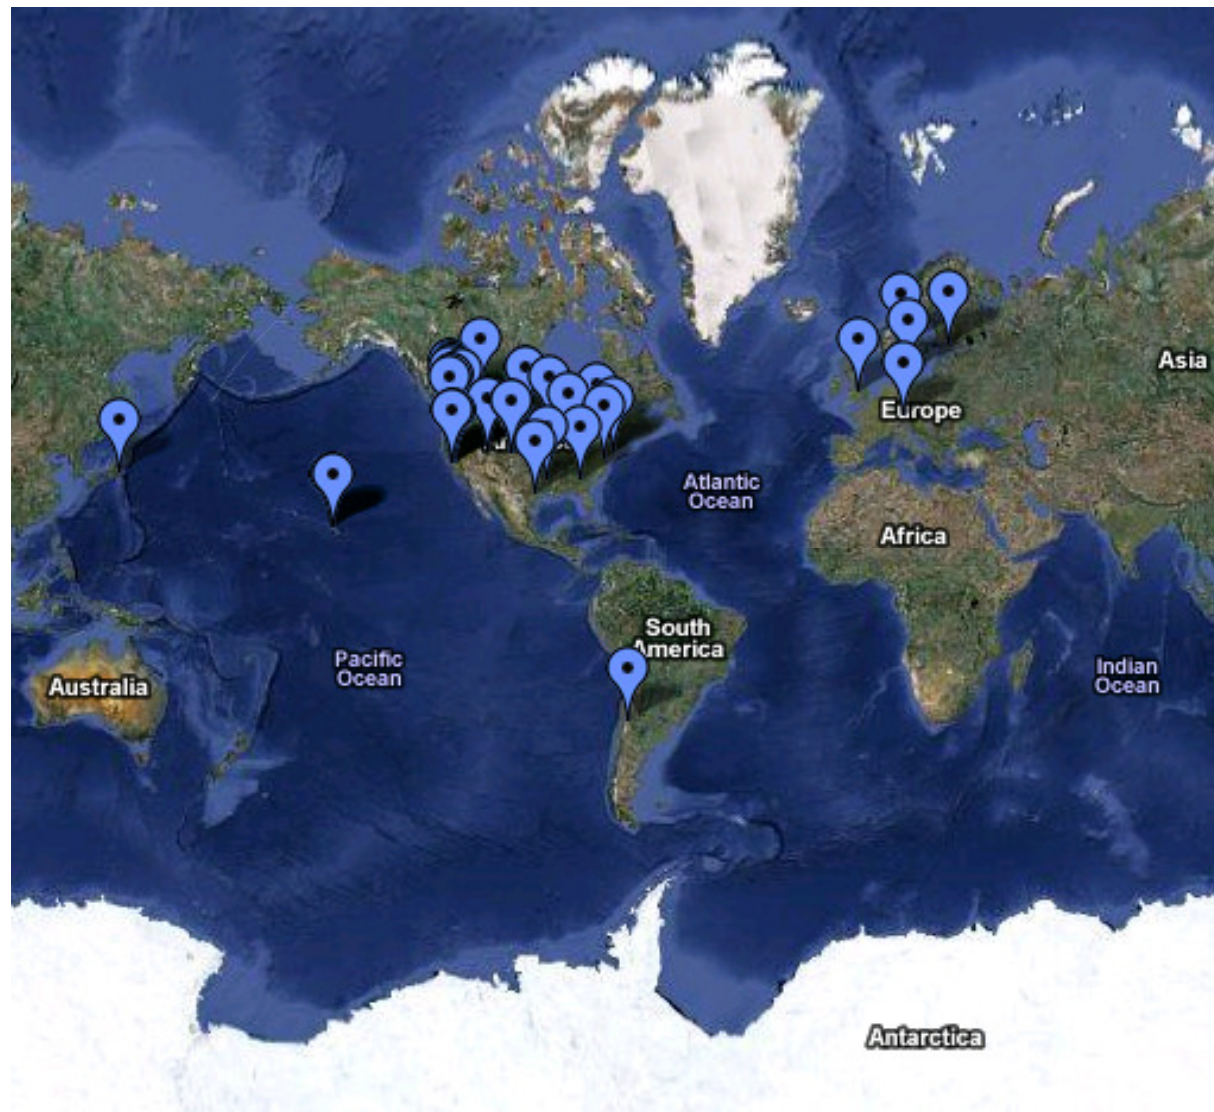 Asia
Europe
Atlantic
Ocean
Africa
South
America
Pacific
Ocean
Australia
Indian
Ocean
Antarctica